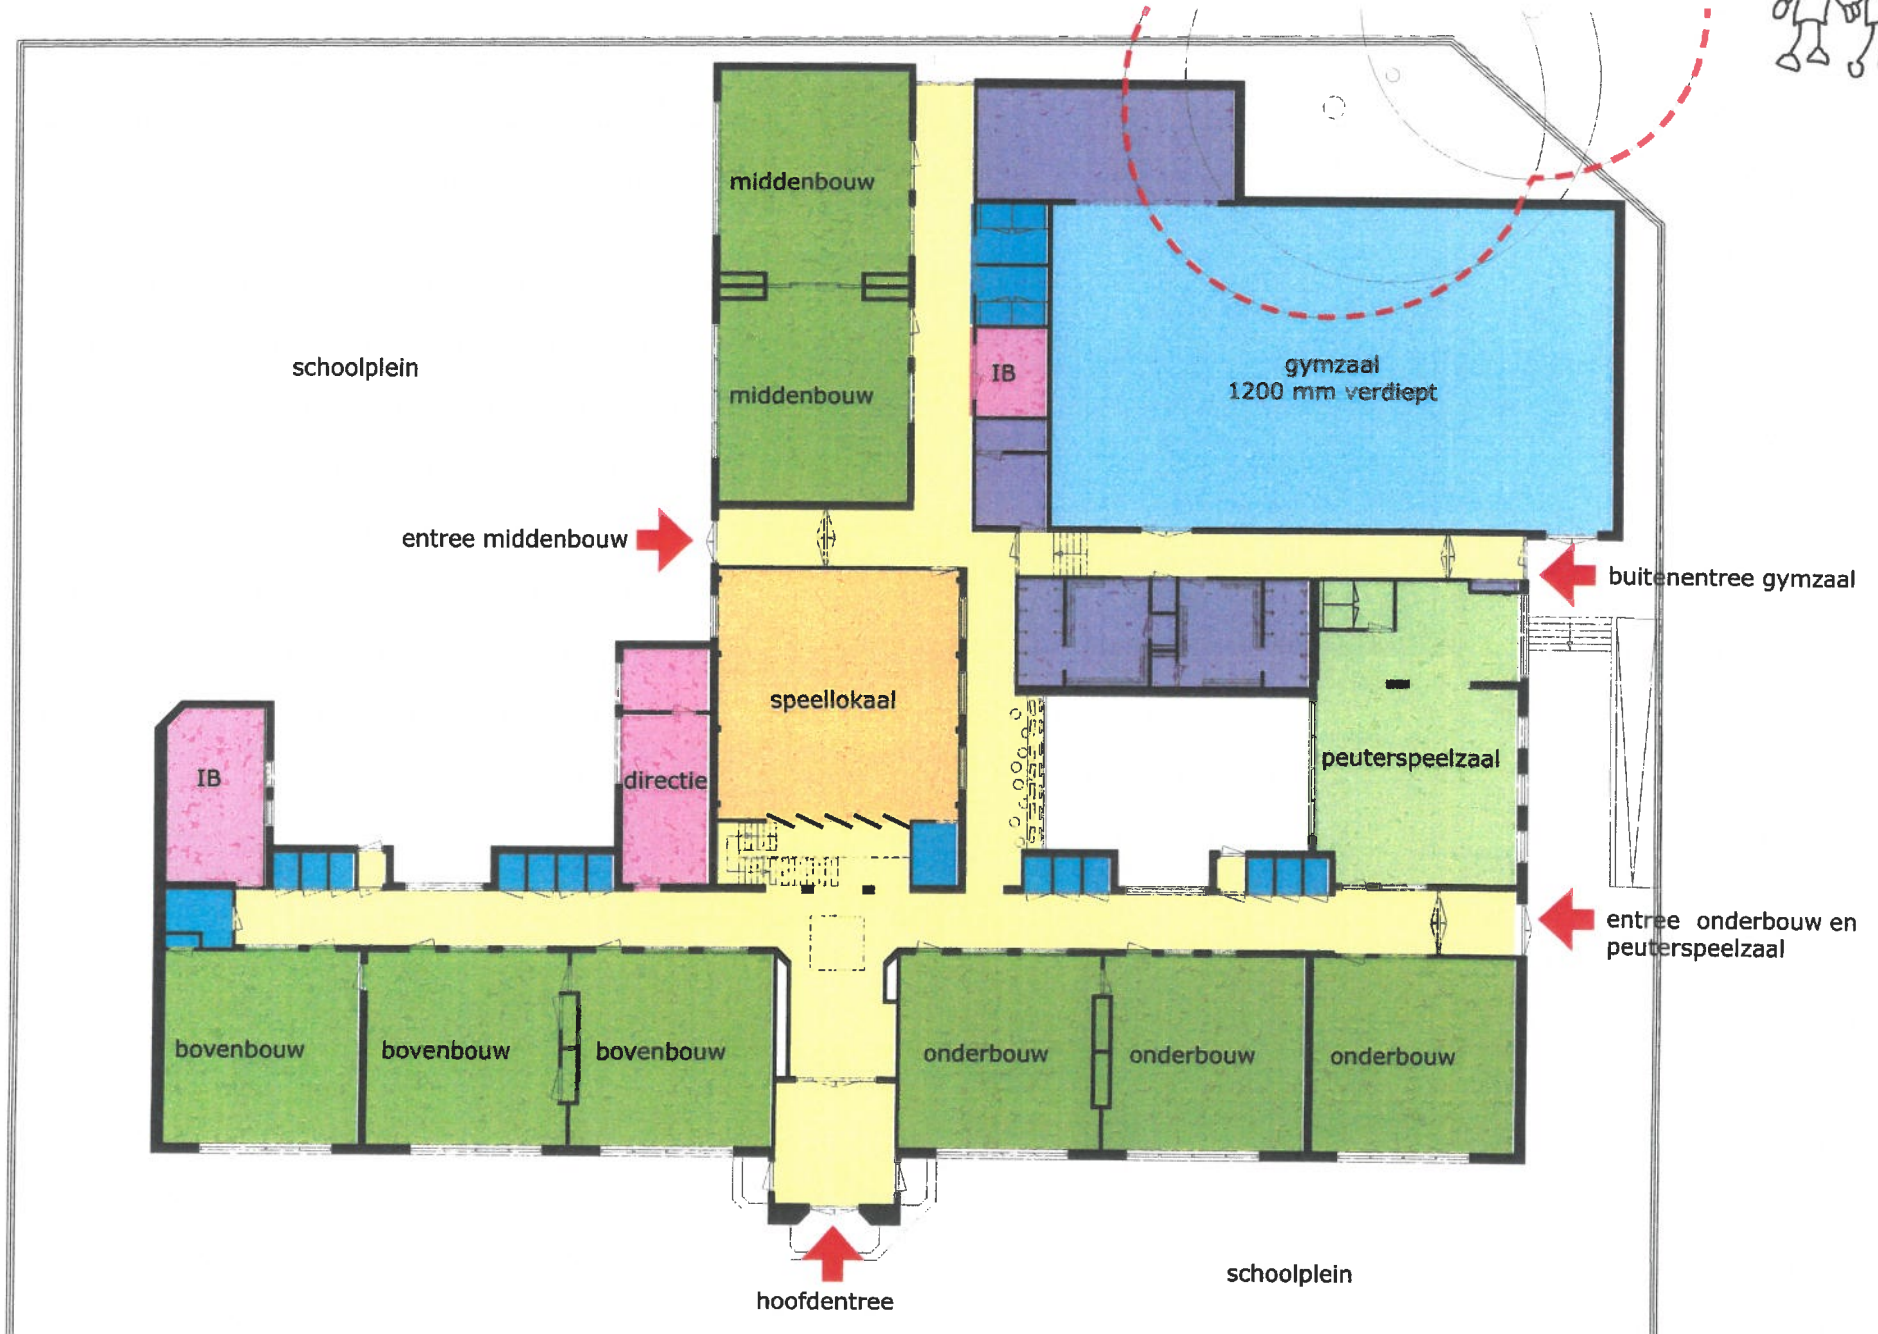 middenbouw
schoolplein
IB
gymzaal
1200 mm verdiept
middenbouw
entree middenbouw
buitenentree gymzaal
speellokaal
IB
directie
peuterspeelzaal
entree onderbouw en
peuterspeelzaal
bovenbouw
bovenbouw
bovenbouw
onderbouw
onderbouw
onderbouw
schoolplein
hoofdentree